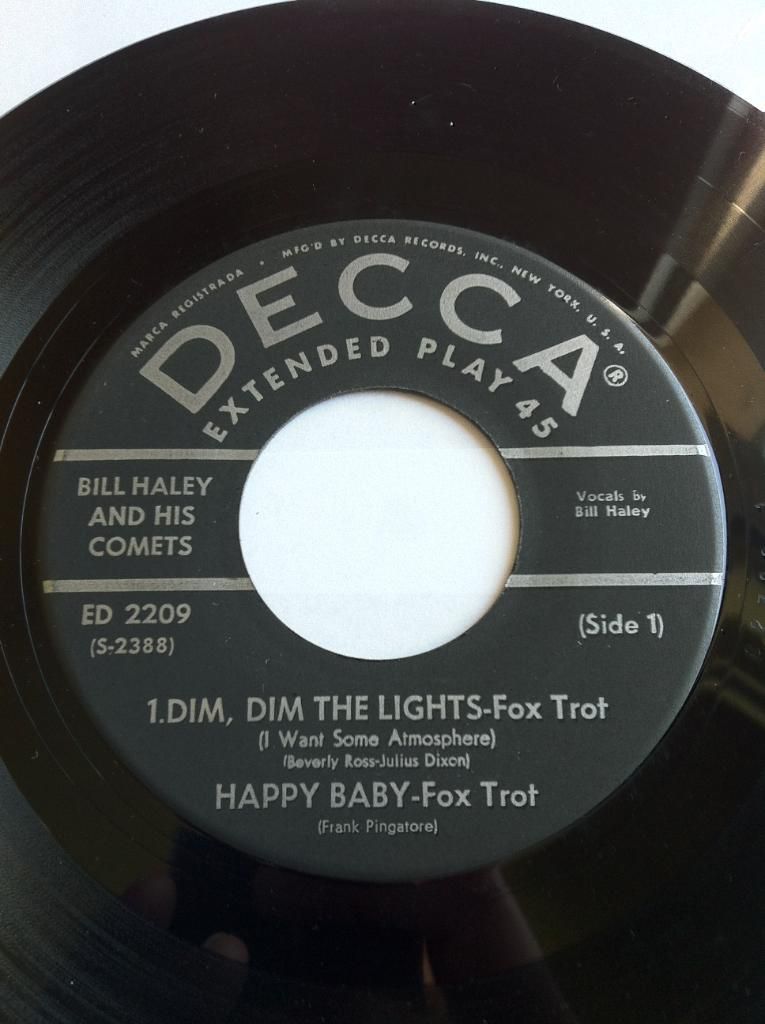 MARCA REGISTRADA • MFG'D BY DECCA RECORDS, INC., NEW YORK, U. S. A.
DECCA®
EXTENDED PLAY 45
BILL HALEY
AND HIS
COMETS
Vocals by
Bill Haley
ED 2209
(S-2388)
(Side 1)
1.DIM, DIM THE LIGHTS-Fox Trot
(I Want Some Atmosphere)
(Beverly Ross-Julius Dixon)
HAPPY BABY-Fox Trot
(Frank Pingatore)